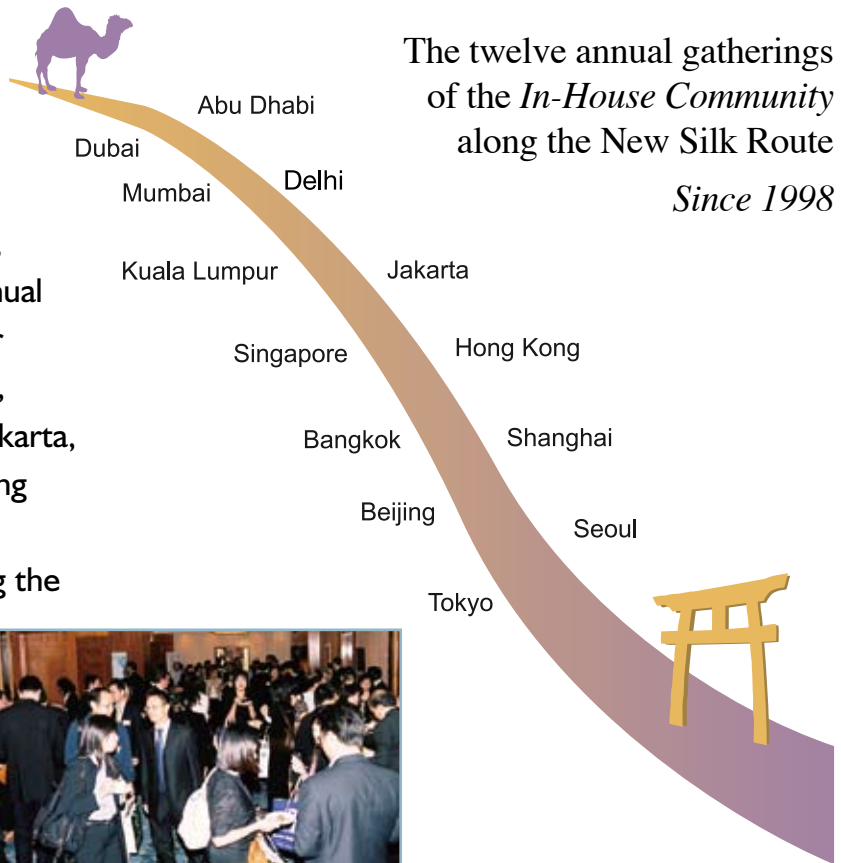 The twelve annual gatherings
of the In-House Community
along the New Silk Route
Since 1998
Abu Dhabi
Dubai
Mumbai
Delhi
Kuala Lumpur
Jakarta
Singapore
Hong Kong
Bangkok
Shanghai
Beijing
Seoul
Tokyo
nual
r
,
karta,
ng
g the